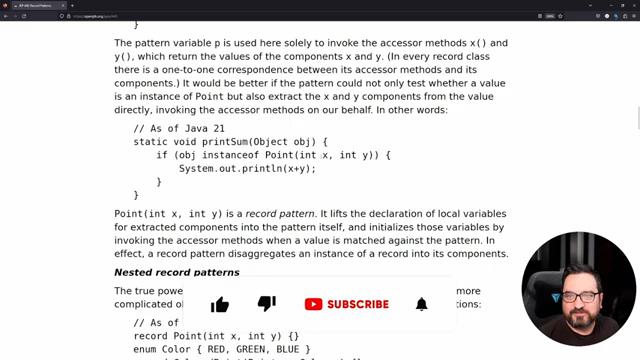 JEP 440: Record Patterns
https://openjdk.org/jeps/440
}
The pattern variable p is used here solely to invoke the accessor methods x() and
y(), which return the values of the components x and y. (In every record class
there is a one-to-one correspondence between its accessor methods and its
components.) It would be better if the pattern could not only test whether a value
is an instance of Point but also extract the x and y components from the value
directly, invoking the accessor methods on our behalf. In other words:
// As of Java 21
static void printSum(Object obj) {
if (obj instanceof Point(int x, int y)) {
System.out.println(x+y);
}
}
Point(int x, int y) is a record pattern. It lifts the declaration of local variables
for extracted components into the pattern itself, and initializes those variables by
invoking the accessor methods when a value is matched against the pattern. In
effect, a record pattern disaggregates an instance of a record into its components.
Nested record patterns
The true pow
more
complicated o
tions:
SUBSCRIBE
// As of
record Point(int x, int y) {}
enum Color { RED, GREEN, BLUE }